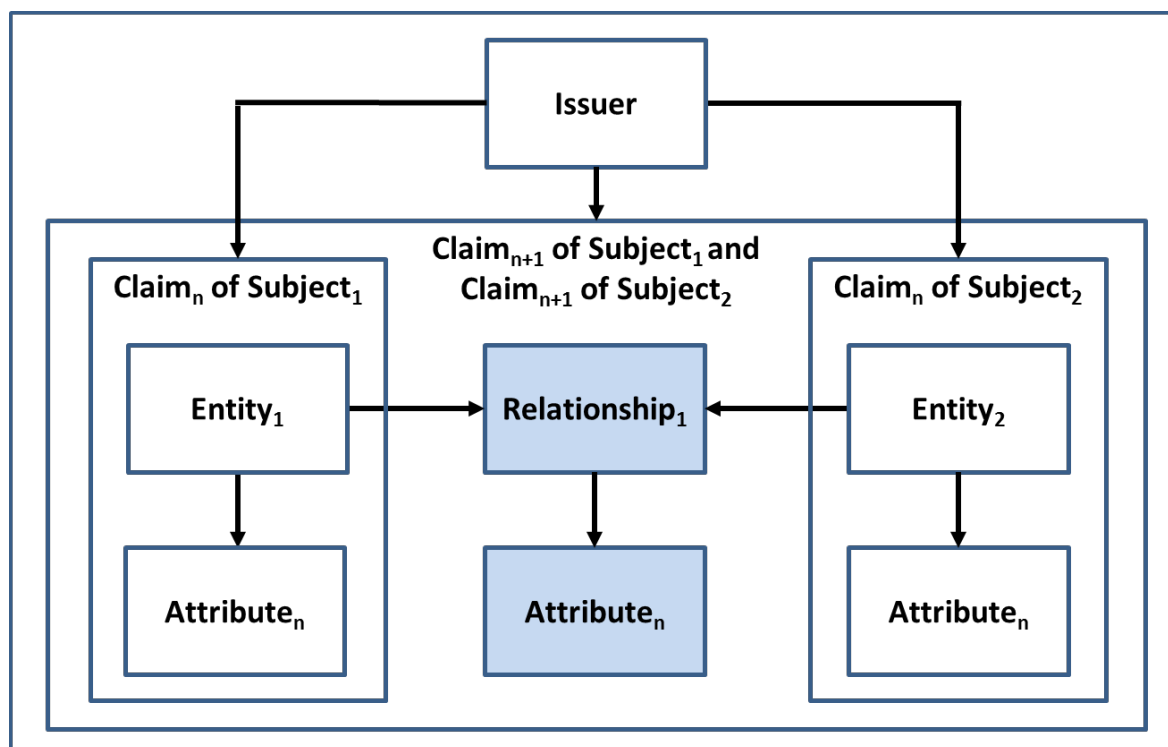 Issuer
Claimₙ₊₁ of Subject₁ and
Claimₙ₊₁ of Subject₂
Claimₙ of Subject₁
Claimₙ of Subject₂
Entity₁
Relationship₁
Entity₂
Attributeₙ
Attributeₙ
Attributeₙ